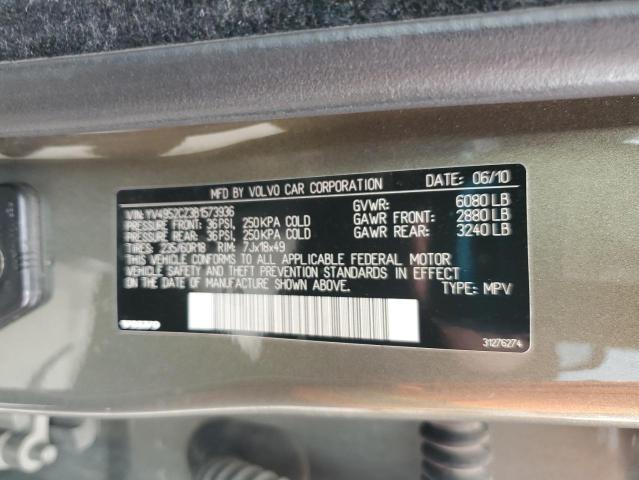 MFD BY VOLVO CAR CORPORATION DATE: 06/10
VIN: YV4952CZ3B1573936 GVWR: 6080 LB
PRESSURE FRONT: 36 PSI, 250 KPA COLD GAWR FRONT: 2880 LB
PRESSURE REAR: 36 PSI, 250 KPA COLD GAWR REAR: 3240 LB
TIRES: 235/60R18 RIM: 7Jx18x49
THIS VEHICLE CONFORMS TO ALL APPLICABLE FEDERAL MOTOR
VEHICLE SAFETY AND THEFT PREVENTION STANDARDS IN EFFECT
ON THE DATE OF MANUFACTURE SHOWN ABOVE. TYPE: MPV
VOLVO 31276274